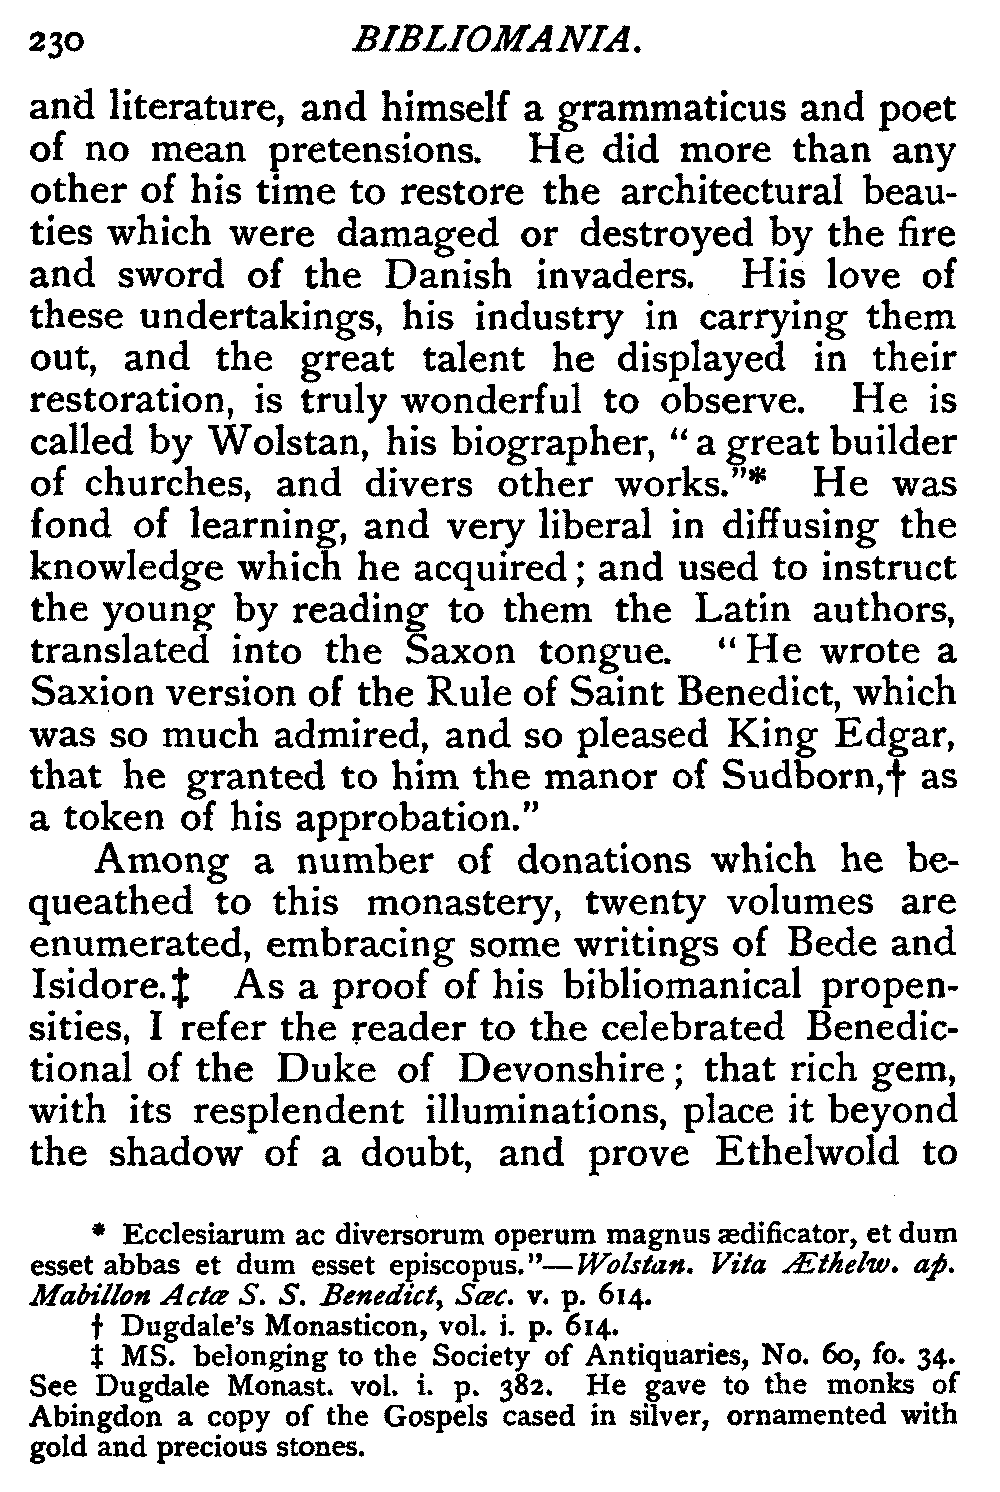 230 BIBLIOMANIA.
and literature, and himself a grammaticus and poet
of no mean pretensions. He did more than any
other of his time to restore the architectural beau-
ties which were damaged or destroyed by the fire
and sword of the Danish invaders. His love of
these undertakings, his industry in carrying them
out, and the great talent he displayed in their
restoration, is truly wonderful to observe. He is
called by Wolstan, his biographer, “a great builder
of churches, and divers other works.”* He was
fond of learning, and very liberal in diffusing the
knowledge which he acquired; and used to instruct
the young by reading to them the Latin authors,
translated into the Saxon tongue. “He wrote a
Saxion version of the Rule of Saint Benedict, which
was so much admired, and so pleased King Edgar,
that he granted to him the manor of Sudborn,† as
a token of his approbation.”
Among a number of donations which he be-
queathed to this monastery, twenty volumes are
enumerated, embracing some writings of Bede and
Isidore.‡ As a proof of his bibliomanical propen-
sities, I refer the reader to the celebrated Benedic-
tional of the Duke of Devonshire; that rich gem,
with its resplendent illuminations, place it beyond
the shadow of a doubt, and prove Ethelwold to
* Ecclesiarum ac diversorum operum magnus ædificator, et dum
esset abbas et dum esset episcopus.”—Wolstan. Vita Æthelw. ap.
Mabillon Actæ S. S. Benedict, Sæc. v. p. 614.
† Dugdale’s Monasticon, vol. i. p. 614.
‡ MS. belonging to the Society of Antiquaries, No. 60, fo. 34.
See Dugdale Monast. vol. i. p. 382. He gave to the monks of
Abingdon a copy of the Gospels cased in silver, ornamented with
gold and precious stones.